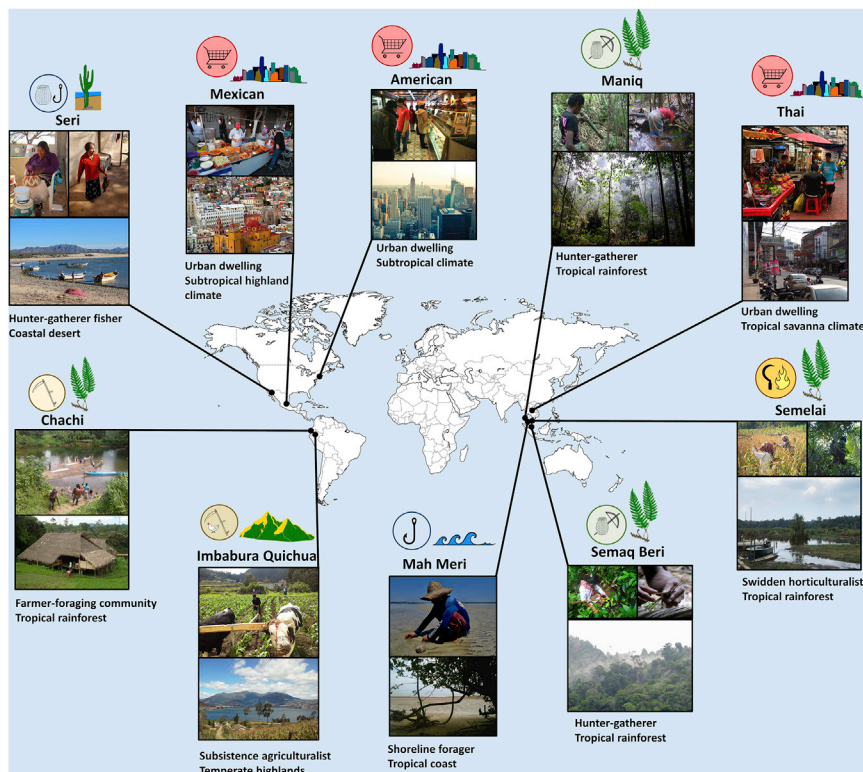 Seri
Mexican
American
Maniq
Thai
Hunter-gatherer fisher
Coastal desert
Urban dwelling
Subtropical highland
climate
Urban dwelling
Subtropical climate
Hunter-gatherer
Tropical rainforest
Urban dwelling
Tropical savanna climate
Chachi
Semelai
Imbabura Quichua
Mah Meri
Semaq Beri
Farmer-foraging community
Tropical rainforest
Subsistence agriculturalist
Temperate highlands
Shoreline forager
Tropical coast
Hunter-gatherer
Tropical rainforest
Swidden horticulturalist
Tropical rainforest